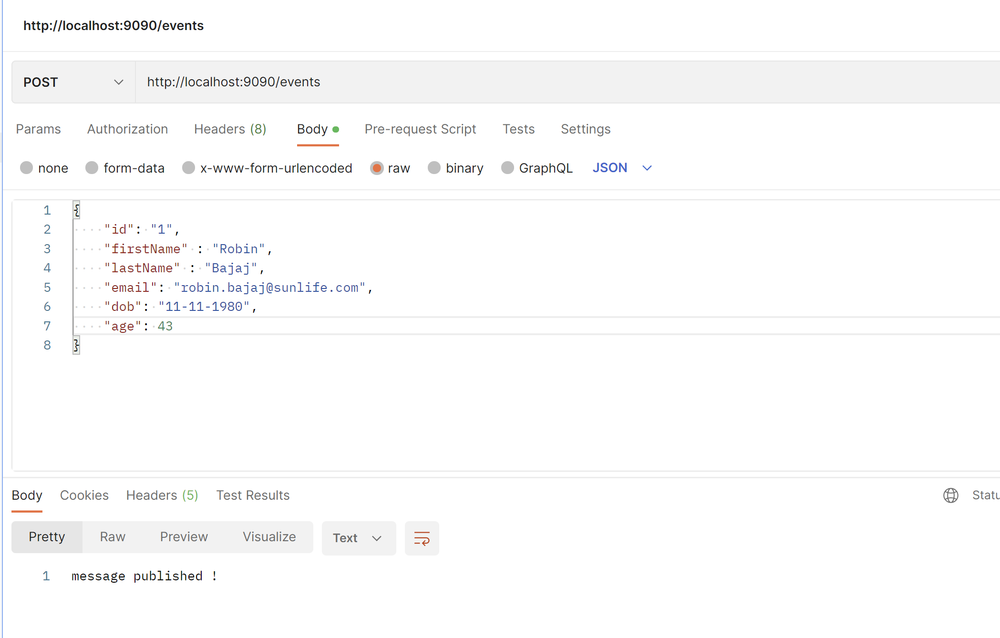 http://localhost:9090/events
POST http://localhost:9090/events
Params Authorization Headers (8) Body Pre-request Script Tests Settings
none form-data x-www-form-urlencoded raw binary GraphQL JSON
1 {
2 "id": "1",
3 "firstName" : "Robin",
4 "lastName" : "Bajaj",
5 "email": "robin.bajaj@sunlife.com",
6 "dob": "11-11-1980",
7 "age": 43
8 }
Body Cookies Headers (5) Test Results Statu
Pretty Raw Preview Visualize Text
1 message published !